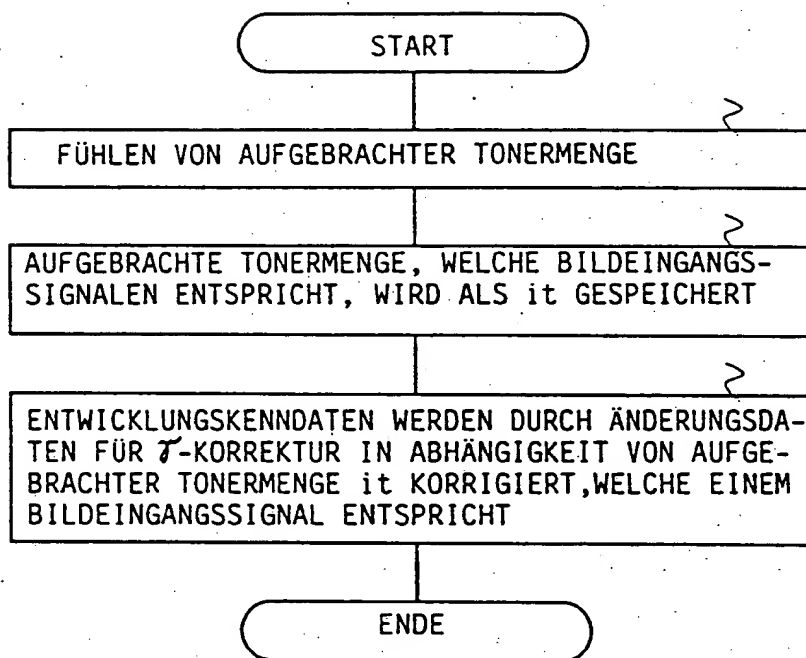 START
FÜHLEN VON AUFGEBRACHTER TONERMENGE
AUFGEBRACHTE TONERMENGE, WELCHE BILDEINGANGS-
SIGNALEN ENTSPRICHT, WIRD ALS it GESPEICHERT
ENTWICKLUNGSKENNDATEN WERDEN DURCH ÄNDERUNGSDA-
TEN FÜR γ-KORREKTUR IN ABHÄNGIGKEIT VON AUFGE-
BRACHTER TONERMENGE it KORRIGIERT,WELCHE EINEM
BILDEINGANGSSIGNAL ENTSPRICHT
ENDE